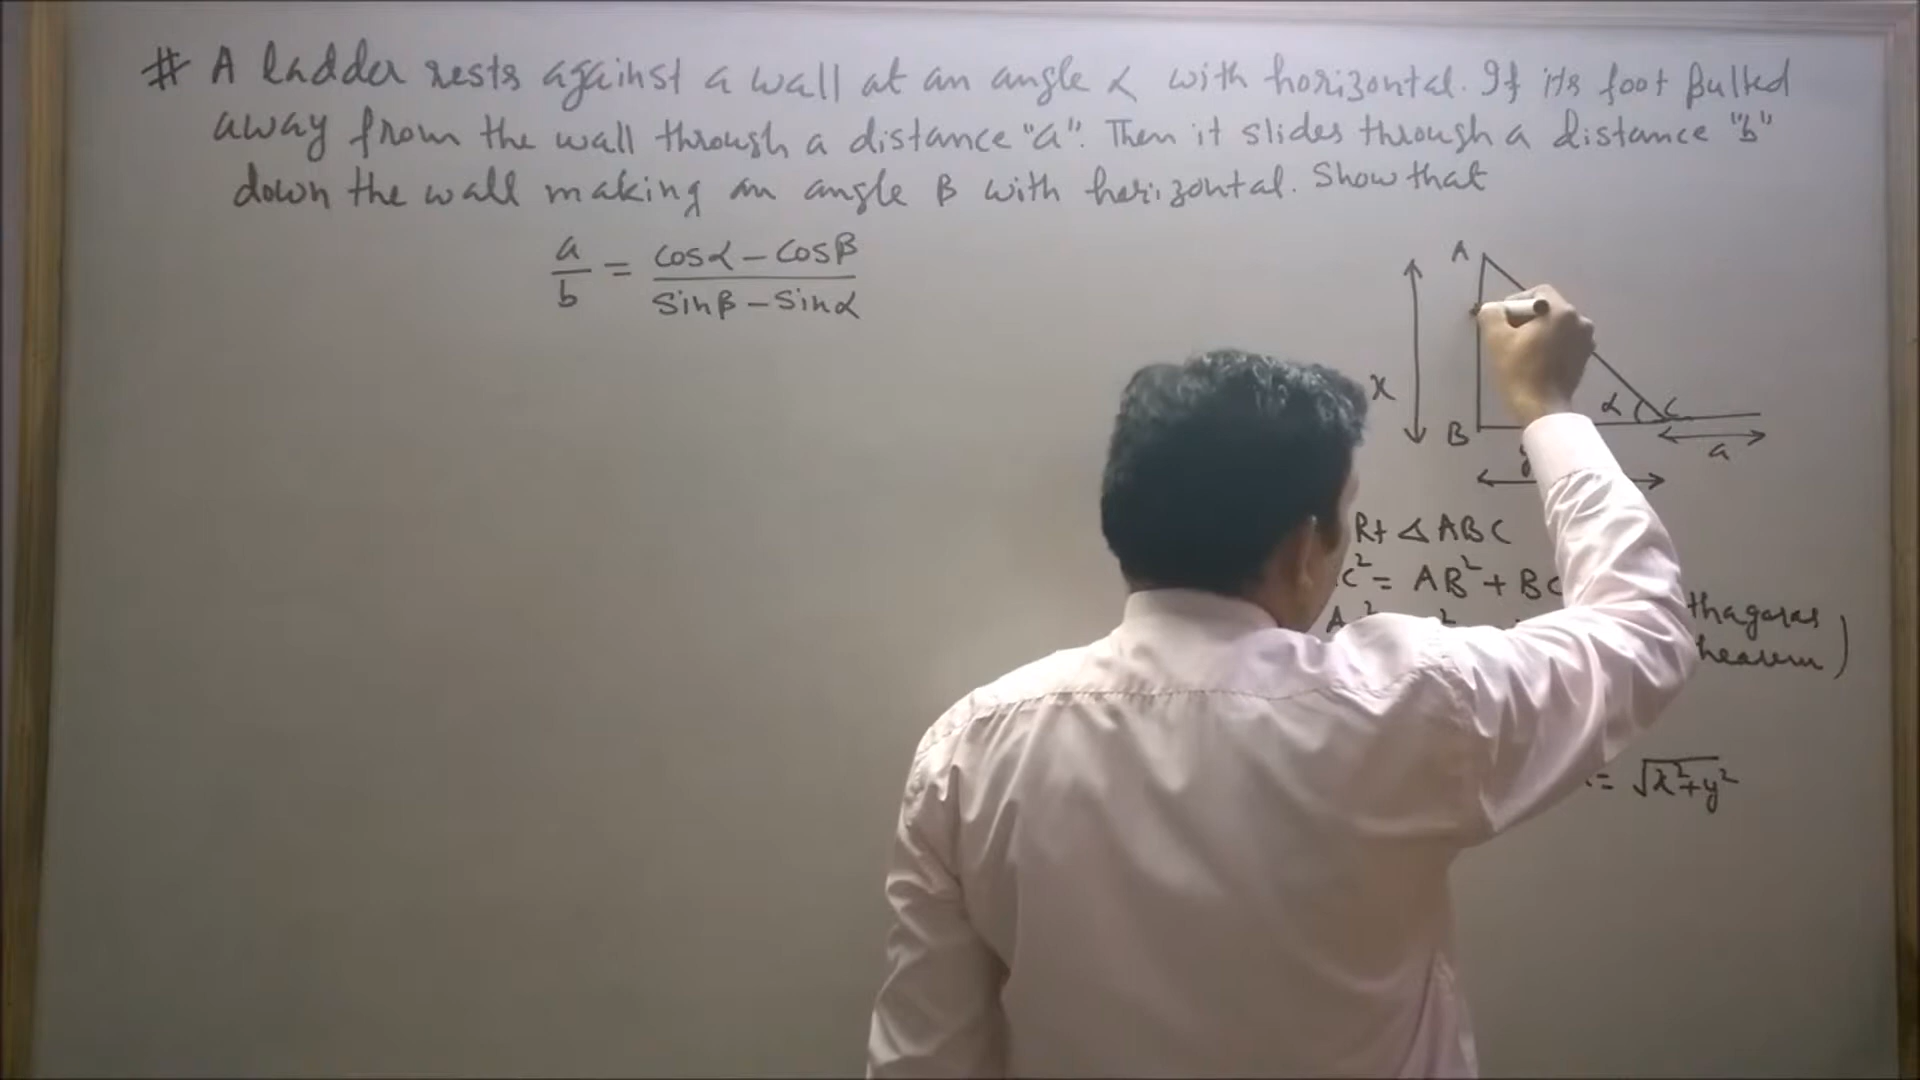 # A ladder rests against a wall at an angle α with horizontal. If its foot pulled
away from the wall through a distance "a". Then it slides through a distance "b"
down the wall making an angle β with horizontal. Show that
a/b = cosα - cosβ / sinβ - sinα
A
x
α C
B
a
Rt ⊿ ABC
C² = AB² + BC
thagoras
hearem)
= √x²+y²